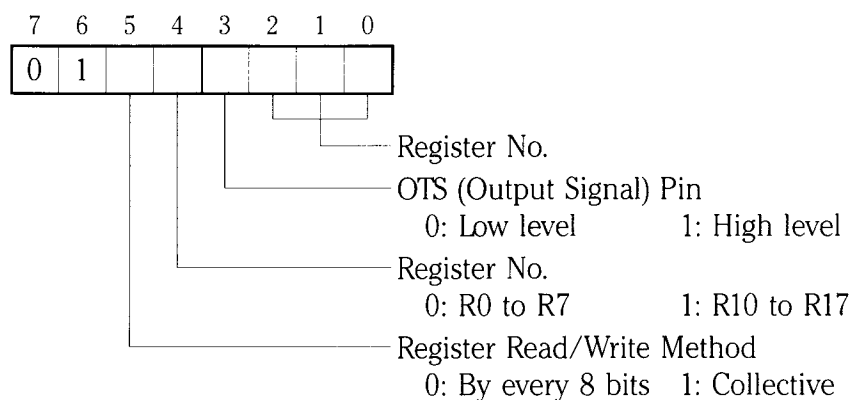 7 6 5 4 3 2 1 0
0 1
Register No.
OTS (Output Signal) Pin
0: Low level 1: High level
Register No.
0: R0 to R7 1: R10 to R17
Register Read/Write Method
0: By every 8 bits 1: Collective